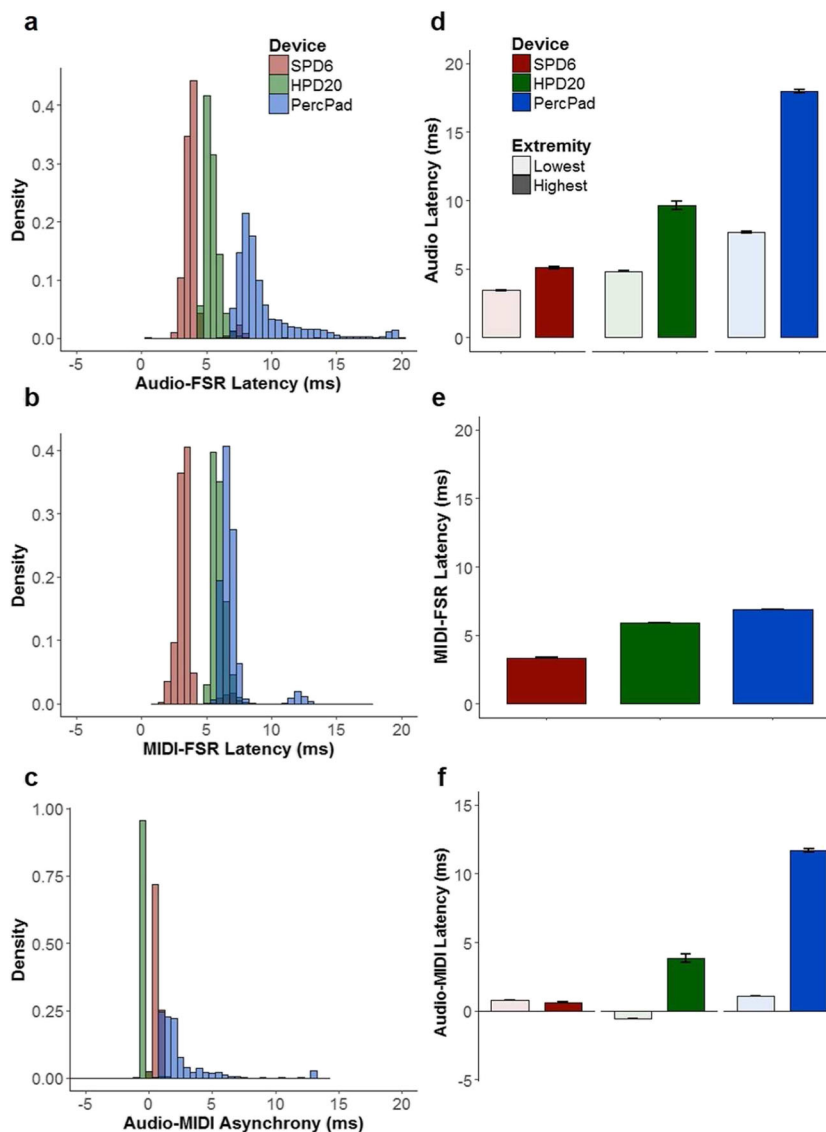 a
Device
SPD6
HPD20
PercPad
Density
0.4
0.3
0.2
0.1
0.0
-5 0 5 10 15 20
Audio-FSR Latency (ms)
b
Density
0.4
0.3
0.2
0.1
0.0
-5 0 5 10 15 20
MIDI-FSR Latency (ms)
c
Density
1.00
0.75
0.50
0.25
0.00
-5 0 5 10 15 20
Audio-MIDI Asynchrony (ms)
d
Device
SPD6
HPD20
PercPad
Extremity
Lowest
Highest
Audio Latency (ms)
20
15
10
5
0
e
MIDI-FSR Latency (ms)
20
15
10
5
0
f
Audio-MIDI Latency (ms)
15
10
5
0
-5